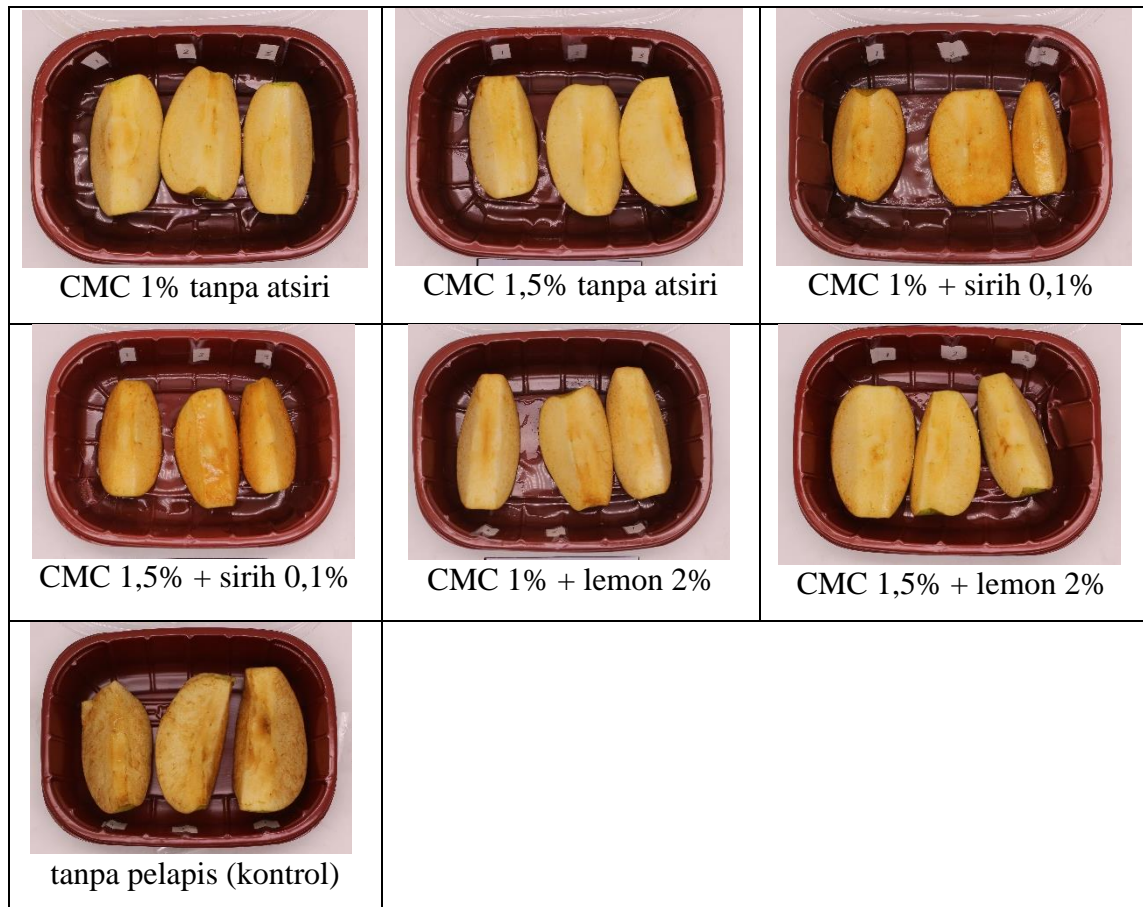 CMC 1% tanpa atsiri
CMC 1,5% tanpa atsiri
CMC 1% + sirih 0,1%
CMC 1,5% + sirih 0,1%
CMC 1% + lemon 2%
CMC 1,5% + lemon 2%
tanpa pelapis (kontrol)